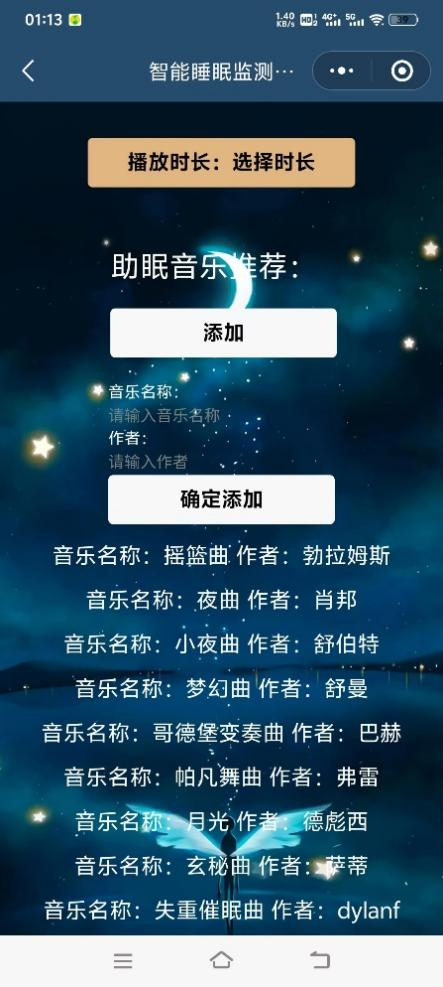 01:13
1.40 KB/s HD 2 4G+ 5G 39
智能睡眠监测…
播放时长：选择时长
助眠音乐推荐：
添加
音乐名称：
请输入音乐名称
作者：
请输入作者
确定添加
音乐名称：摇篮曲 作者：勃拉姆斯
音乐名称：夜曲 作者：肖邦
音乐名称：小夜曲 作者：舒伯特
音乐名称：梦幻曲 作者：舒曼
音乐名称：哥德堡变奏曲 作者：巴赫
音乐名称：帕凡舞曲 作者：弗雷
音乐名称：月光 作者：德彪西
音乐名称：玄秘曲 作者：萨蒂
音乐名称：失重催眠曲 作者：dylanf